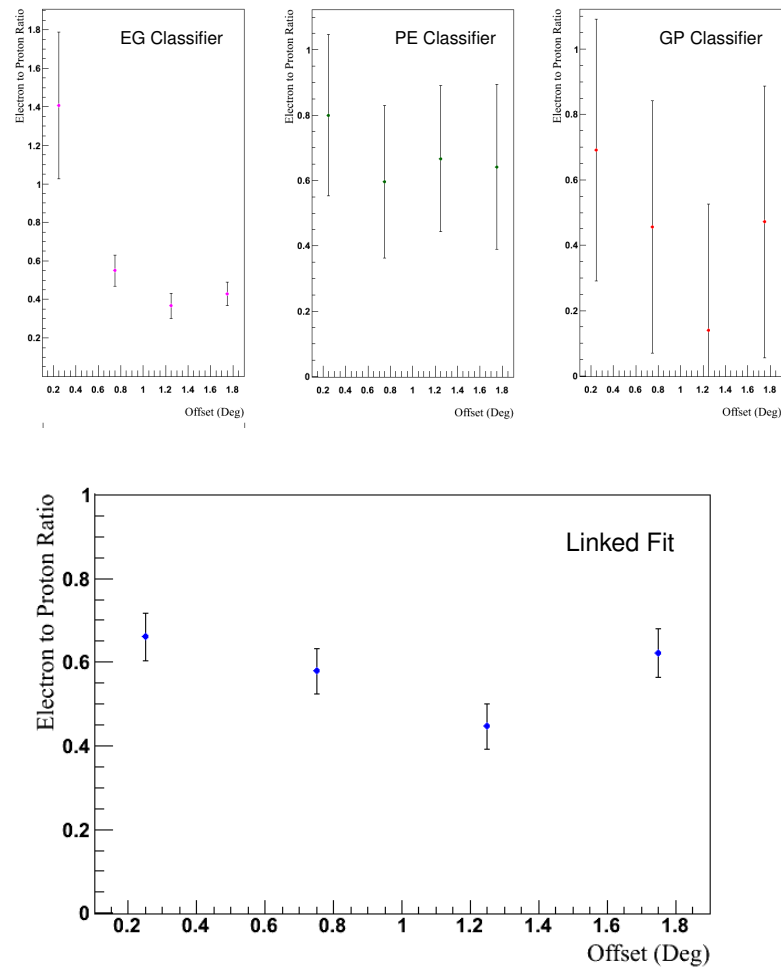 Electron to Proton Ratio
EG Classifier
1.8
1.6
1.4
1.2
1
0.8
0.6
0.4
0.2
0.2 0.4 0.6 0.8 1 1.2 1.4 1.6 1.8
Offset (Deg)
Electron to Proton Ratio
PE Classifier
1
0.8
0.6
0.4
0.2
0
0.2 0.4 0.6 0.8 1 1.2 1.4 1.6 1.8
Offset (Deg)
Electron to Proton Ratio
GP Classifier
1
0.8
0.6
0.4
0.2
0
0.2 0.4 0.6 0.8 1 1.2 1.4 1.6 1.8
Offset (Deg)
Electron to Proton Ratio
Linked Fit
1
0.8
0.6
0.4
0.2
0
0.2 0.4 0.6 0.8 1 1.2 1.4 1.6 1.8
Offset (Deg)